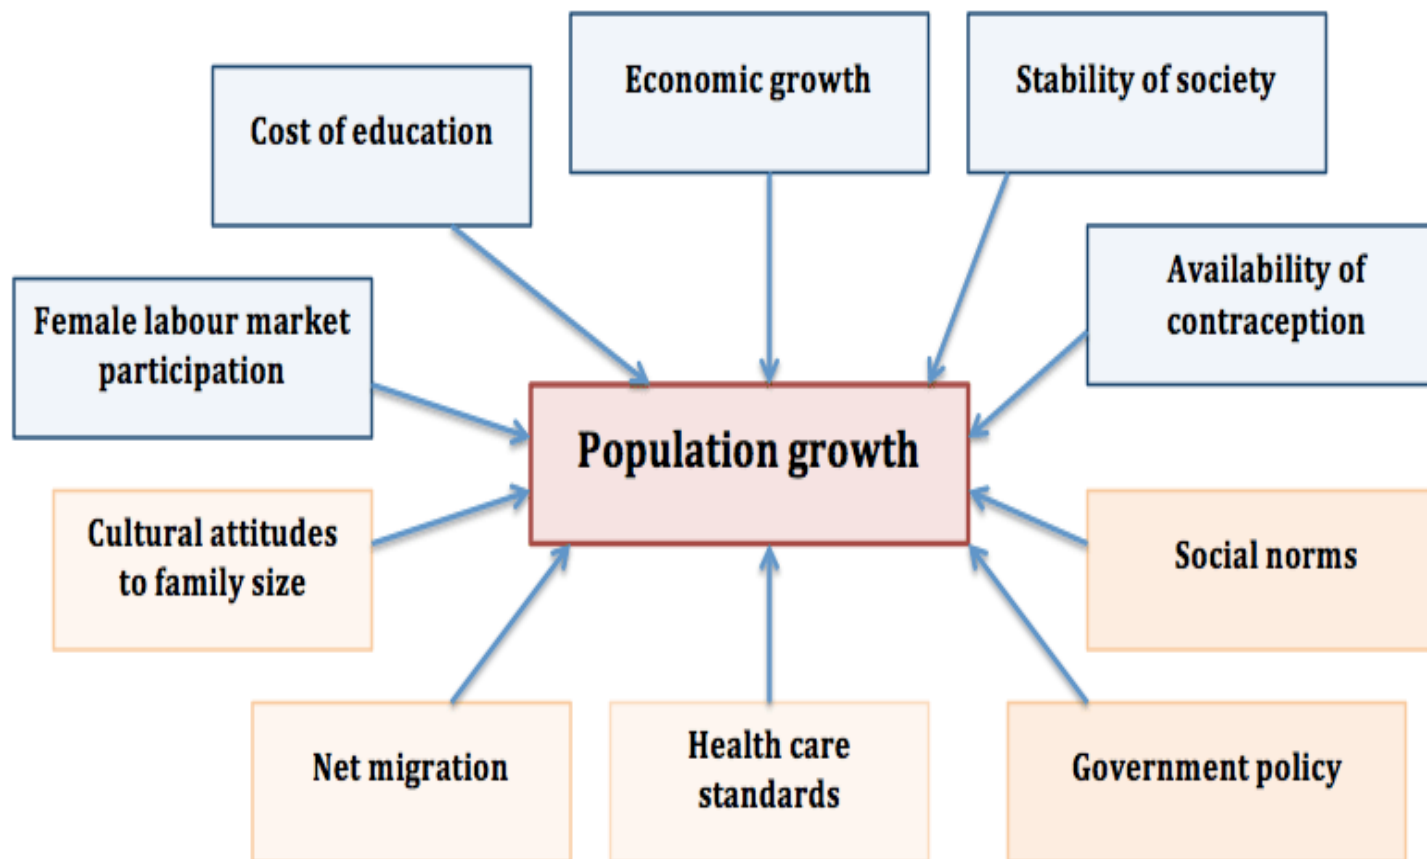 Economic growth
Stability of society
Cost of education
Availability of
contraception
Female labour market
participation
Population growth
Cultural attitudes
to family size
Social norms
Net migration
Health care
standards
Government policy